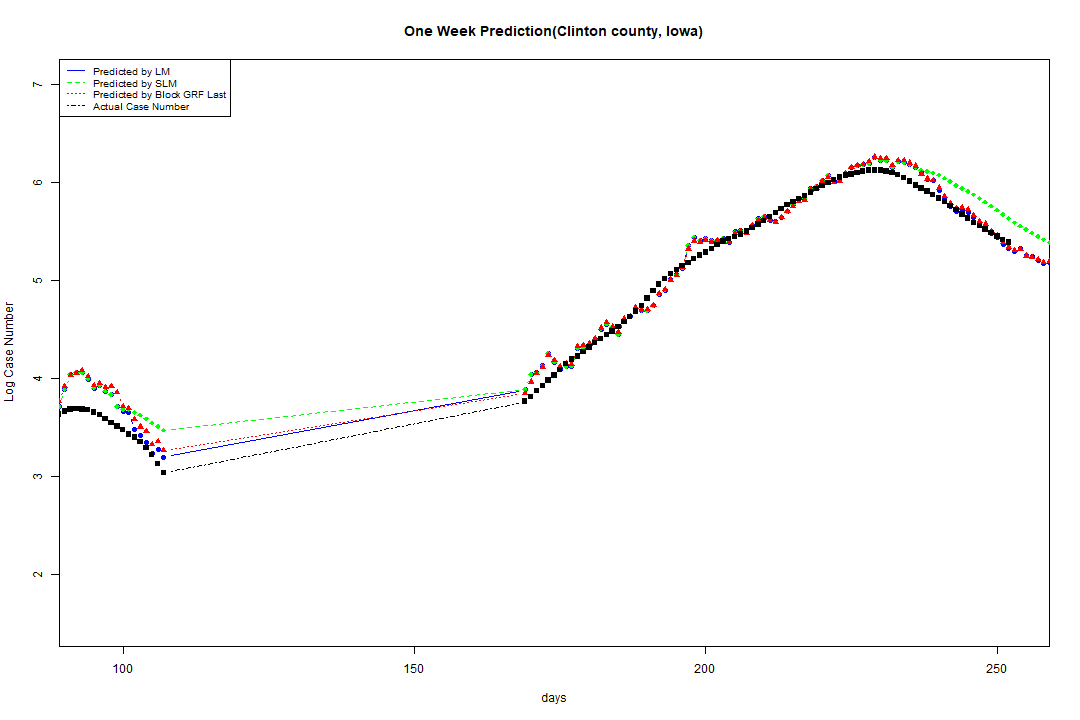 One Week Prediction(Clinton county, Iowa)
Predicted by LM
Predicted by SLM
Predicted by Block GRF Last
Actual Case Number
Log Case Number
7
6
5
4
3
2
100
150
200
250
days